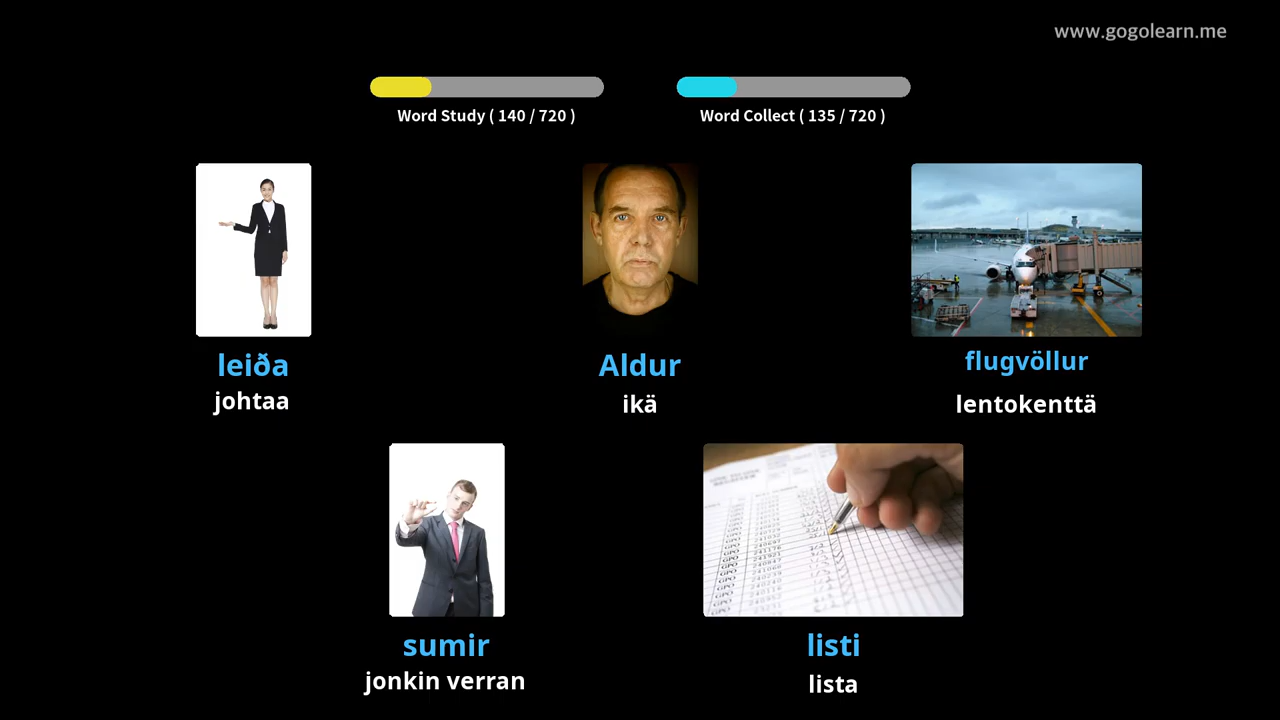 www.gogolearn.me
Word Study ( 140 / 720 )
Word Collect ( 135 / 720 )
leiða
johtaa
Aldur
ikä
flugvöllur
lentokenttä
sumir
jonkin verran
listi
lista